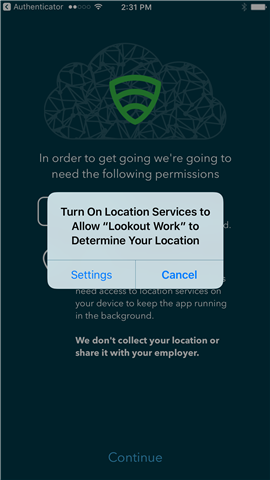 Authenticator 2:31 PM
In order to get going we're going to
need the following permissions
Turn On Location Services to
Allow “Lookout Work” to
Determine Your Location
d.
Settings Cancel
s
need access to location services on
your device to keep the app running
in the background.
We don't collect your location or
share it with your employer.
Continue